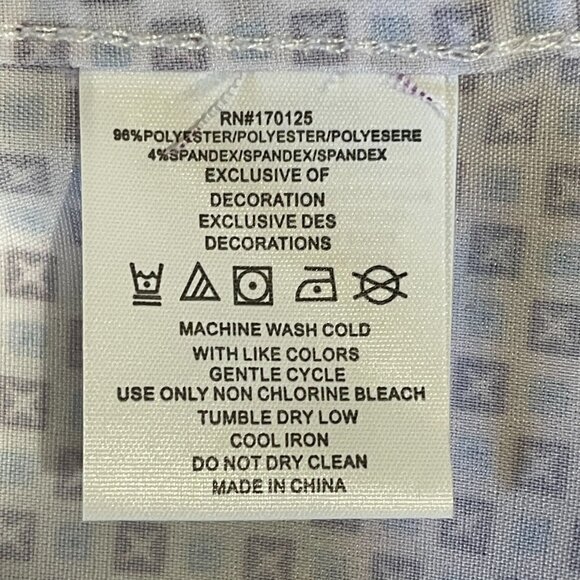 RN#170125
96%POLYESTER/POLYESTER/POLYESERE
4%SPANDEX/SPANDEX/SPANDEX
EXCLUSIVE OF
DECORATION
EXCLUSIVE DES
DECORATIONS
MACHINE WASH COLD
WITH LIKE COLORS
GENTLE CYCLE
USE ONLY NON CHLORINE BLEACH
TUMBLE DRY LOW
COOL IRON
DO NOT DRY CLEAN
MADE IN CHINA